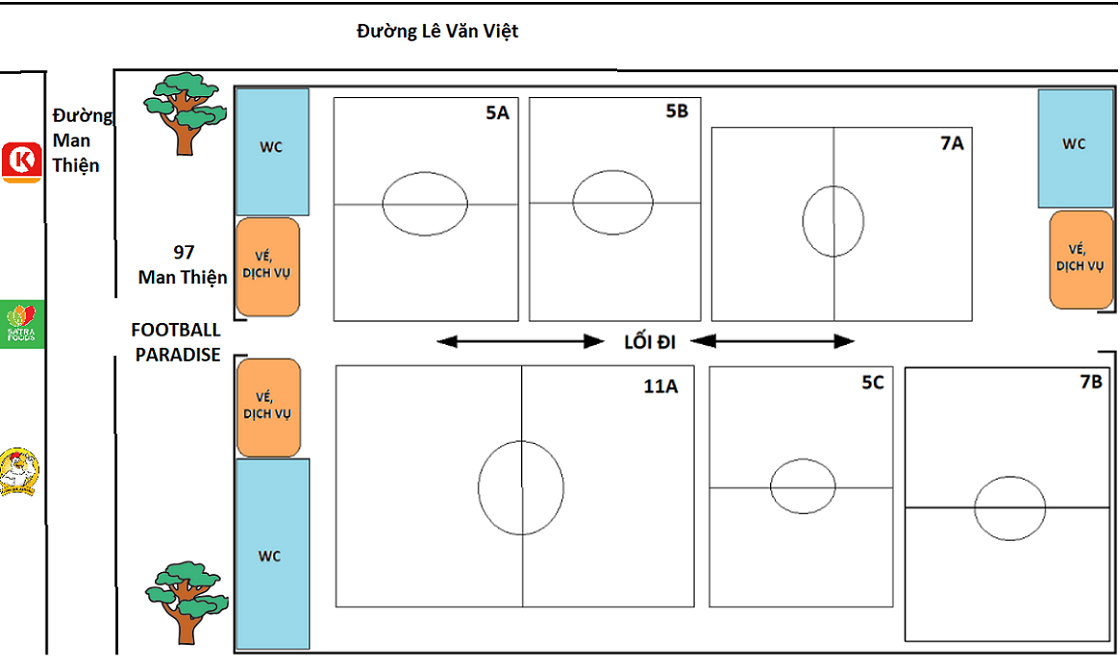 Đường Lê Văn Việt
Đường
Man
Thiện
K
WC
5A
5B
7A
WC
97
Man Thiện
VÉ,
DỊCH VỤ
VÉ,
DỊCH VỤ
SATRA
FOODS
FOOTBALL
PARADISE
LỐI ĐI
VÉ,
DỊCH VỤ
11A
5C
7B
WC